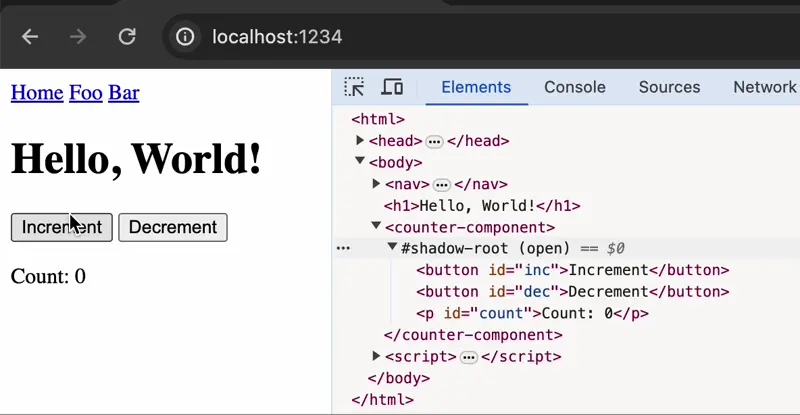 localhost:1234
Home Foo Bar
Hello, World!
Increment Decrement
Count: 0
Elements Console Sources Network
<html>
<head> ••• </head>
<body>
<nav> ••• </nav>
<h1>Hello, World!</h1>
<counter-component>
••• #shadow-root (open) == $0
<button id="inc">Increment</button>
<button id="dec">Decrement</button>
<p id="count">Count: 0</p>
</counter-component>
<script> ••• </script>
</body>
</html>